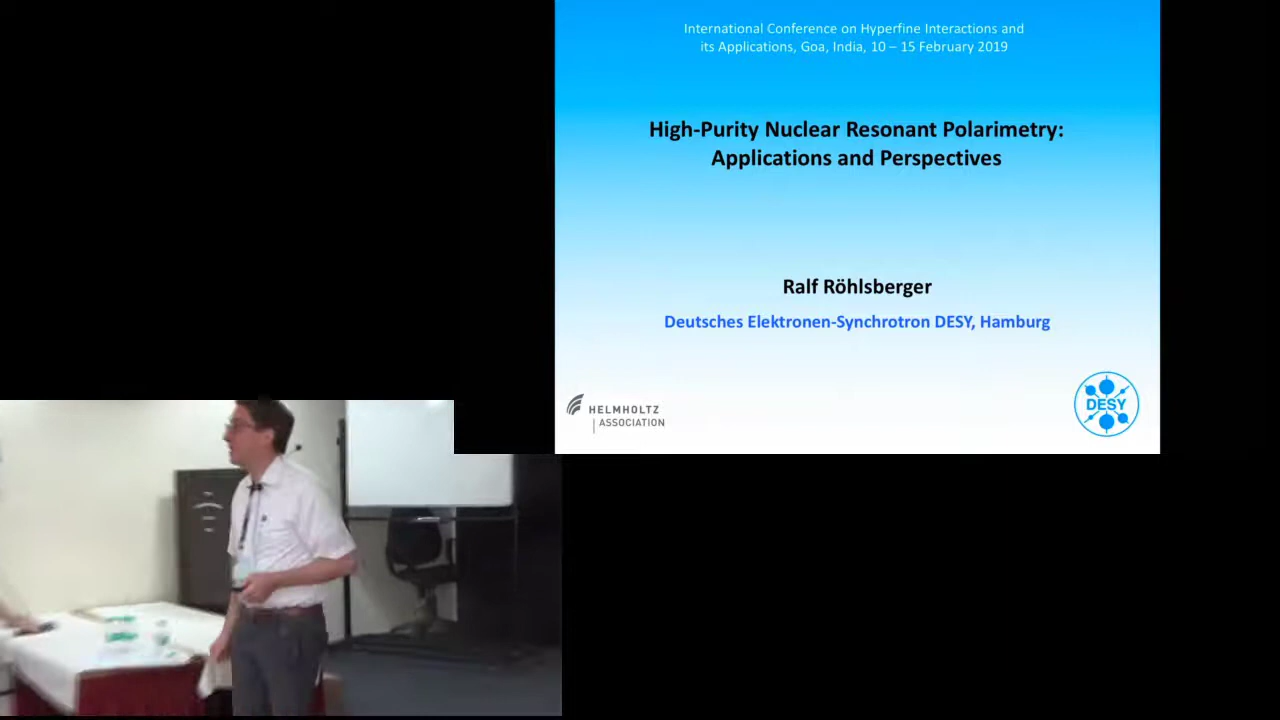 International Conference on Hyperfine Interactions and
its Applications, Goa, India, 10 – 15 February 2019
High-Purity Nuclear Resonant Polarimetry:
Applications and Perspectives
Ralf Röhlsberger
Deutsches Elektronen-Synchrotron DESY, Hamburg
HELMHOLTZ
ASSOCIATION
DESY